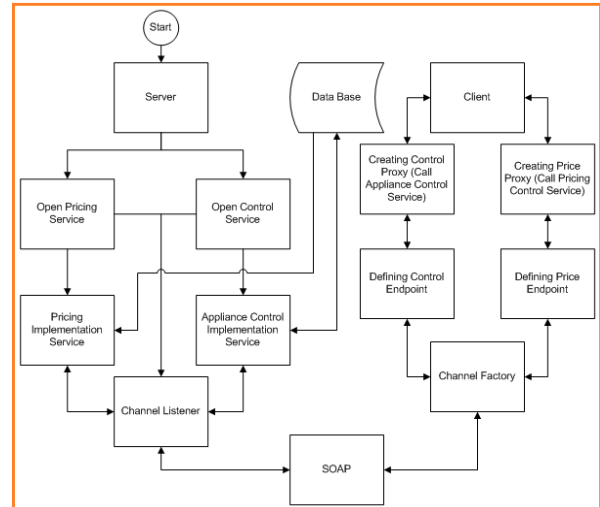 Start
Server
Data Base
Client
Creating Control
Proxy (Call
Appliance Control
Service)
Creating Price
Proxy (Call Pricing
Control Service)
Open Pricing
Service
Open Control
Service
Defining Control
Endpoint
Defining Price
Endpoint
Pricing
Implementation
Service
Appliance Control
Implementation
Service
Channel Factory
Channel Listener
SOAP